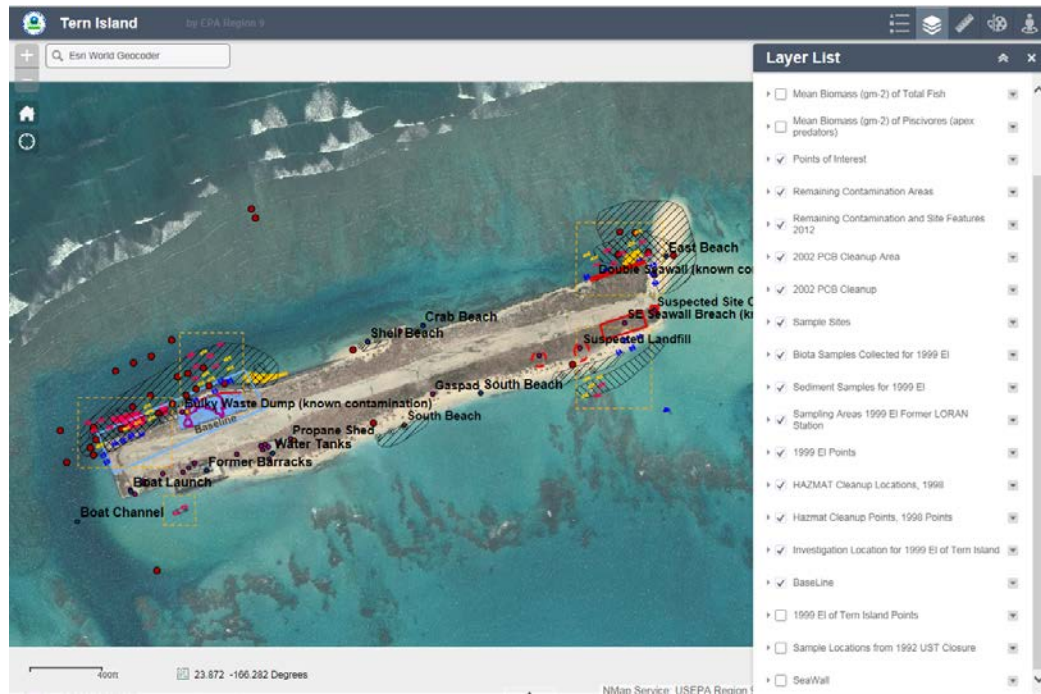 Tern Island
by EPA Region 9
Esri World Geocoder
Layer List
Mean Biomass (gm-2) of Total Fish
Mean Biomass (gm-2) of Piscivores (apex
predators)
Points of Interest
Remaining Contamination Areas
Remaining Contamination and Site Features
2012
2002 PCB Cleanup Area
2002 PCB Cleanup
Sample Sites
Biota Samples Collected for 1999 EI
Sediment Samples for 1999 EI
Sampling Areas 1999 EI Former LORAN
Station
1999 EI Points
HAZMAT Cleanup Locations, 1998
Hazmat Cleanup Points, 1998 Points
Investigation Location for 1999 EI of Tern Island
BaseLine
1999 EI of Tern Island Points
Sample Locations from 1992 UST Closure
SeaWall
East Beach
Double Seawall (known co
Suspected Site C
SE Seawall Breach (k
Crab Beach
Shelf Beach
Suspected Landfill
Gaspad
South Beach
Bulky Waste Dump (known contamination)
Baseline
South Beach
Propane Shed
Water Tanks
Former Barracks
Boat Launch
Boat Channel
400ft
23.872 -166.282 Degrees
NMap Service: USEPA Region 9